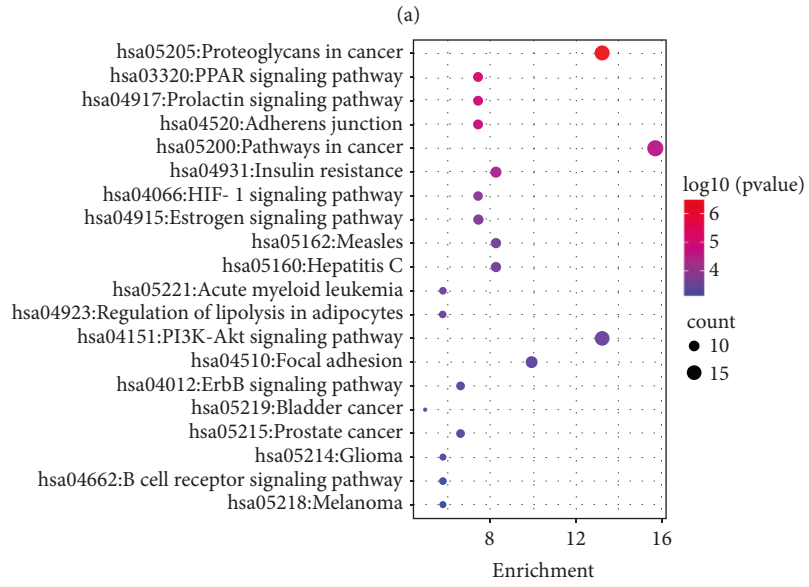 (a)
hsa05205:Proteoglycans in cancer
hsa03320:PPAR signaling pathway
hsa04917:Prolactin signaling pathway
hsa04520:Adherens junction
hsa05200:Pathways in cancer
hsa04931:Insulin resistance
hsa04066:HIF- 1 signaling pathway
hsa04915:Estrogen signaling pathway
hsa05162:Measles
hsa05160:Hepatitis C
hsa05221:Acute myeloid leukemia
hsa04923:Regulation of lipolysis in adipocytes
hsa04151:PI3K-Akt signaling pathway
hsa04510:Focal adhesion
hsa04012:ErbB signaling pathway
hsa05219:Bladder cancer
hsa05215:Prostate cancer
hsa05214:Glioma
hsa04662:B cell receptor signaling pathway
hsa05218:Melanoma
8 12 16
Enrichment
log10 (pvalue)
6
5
4
count
10
15